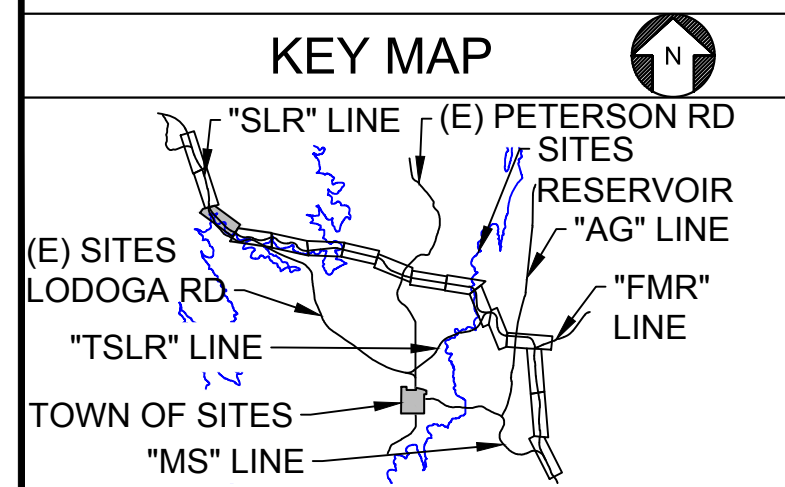 KEY MAP
N
"SLR" LINE
(E) PETERSON RD
SITES
RESERVOIR
"AG" LINE
(E) SITES
LODOGA RD
"FMR"
LINE
"TSLR" LINE
TOWN OF SITES
"MS" LINE